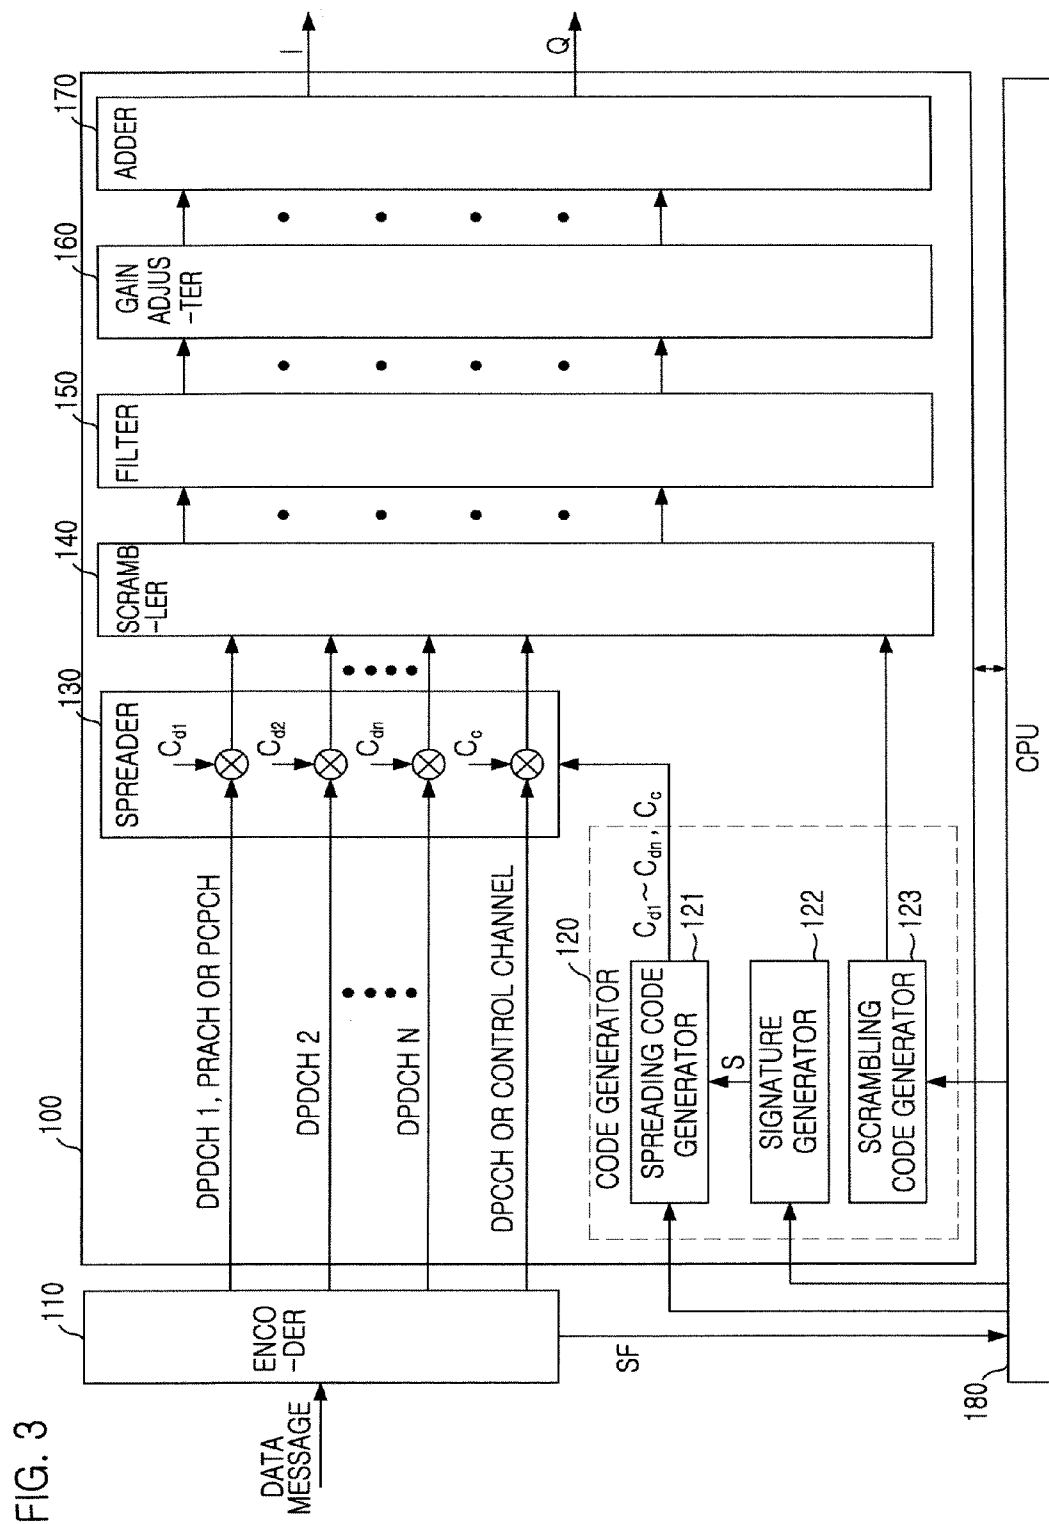 FIG. 3
DATA
MESSAGE
110
ENCO
-DER
SF
180
CPU
100
DPDCH 1, PRACH OR PCPCH
DPDCH 2
DPDCH N
DPCCH OR CONTROL CHANNEL
120
CODE GENERATOR
SPREADING CODE
GENERATOR
121
S
SIGNATURE
GENERATOR
122
SCRAMBLING
CODE GENERATOR
123
Cd1~Cdn, Cc
130
SPREADER
Cd1
Cd2
Cdn
Cc
140
SCRAMB
-LER
150
FILTER
160
GAIN
ADJUS
-TER
170
ADDER
I
Q